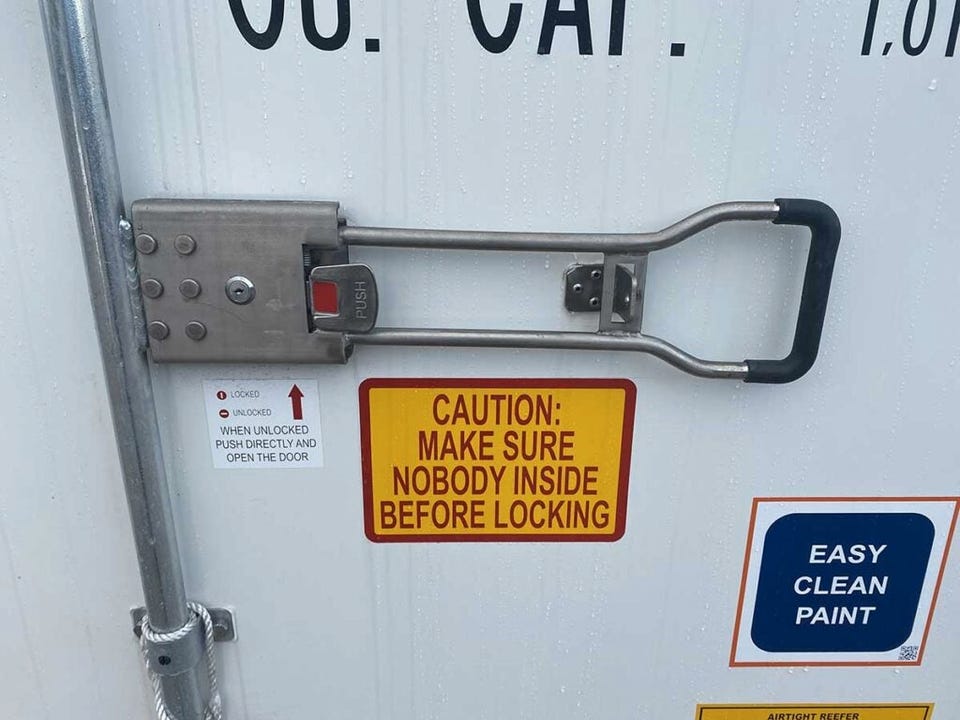 CU. CAP.
PUSH
LOCKED
UNLOCKED
WHEN UNLOCKED
PUSH DIRECTLY AND
OPEN THE DOOR
CAUTION:
MAKE SURE
NOBODY INSIDE
BEFORE LOCKING
EASY
CLEAN
PAINT
AIRTIGHT REEFER